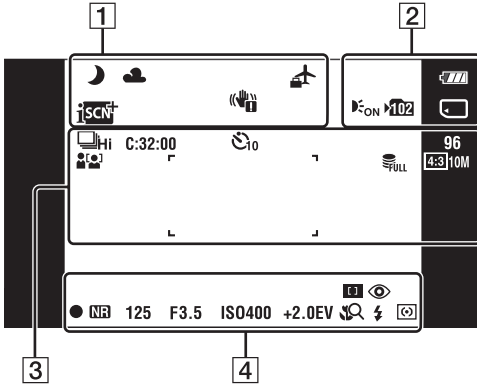 1 2
iSCN+
ON 102
Hi C:32:00 10 96
FULL 4:3 10M
NR 125 F3.5 ISO400 +2.0EV
3 4